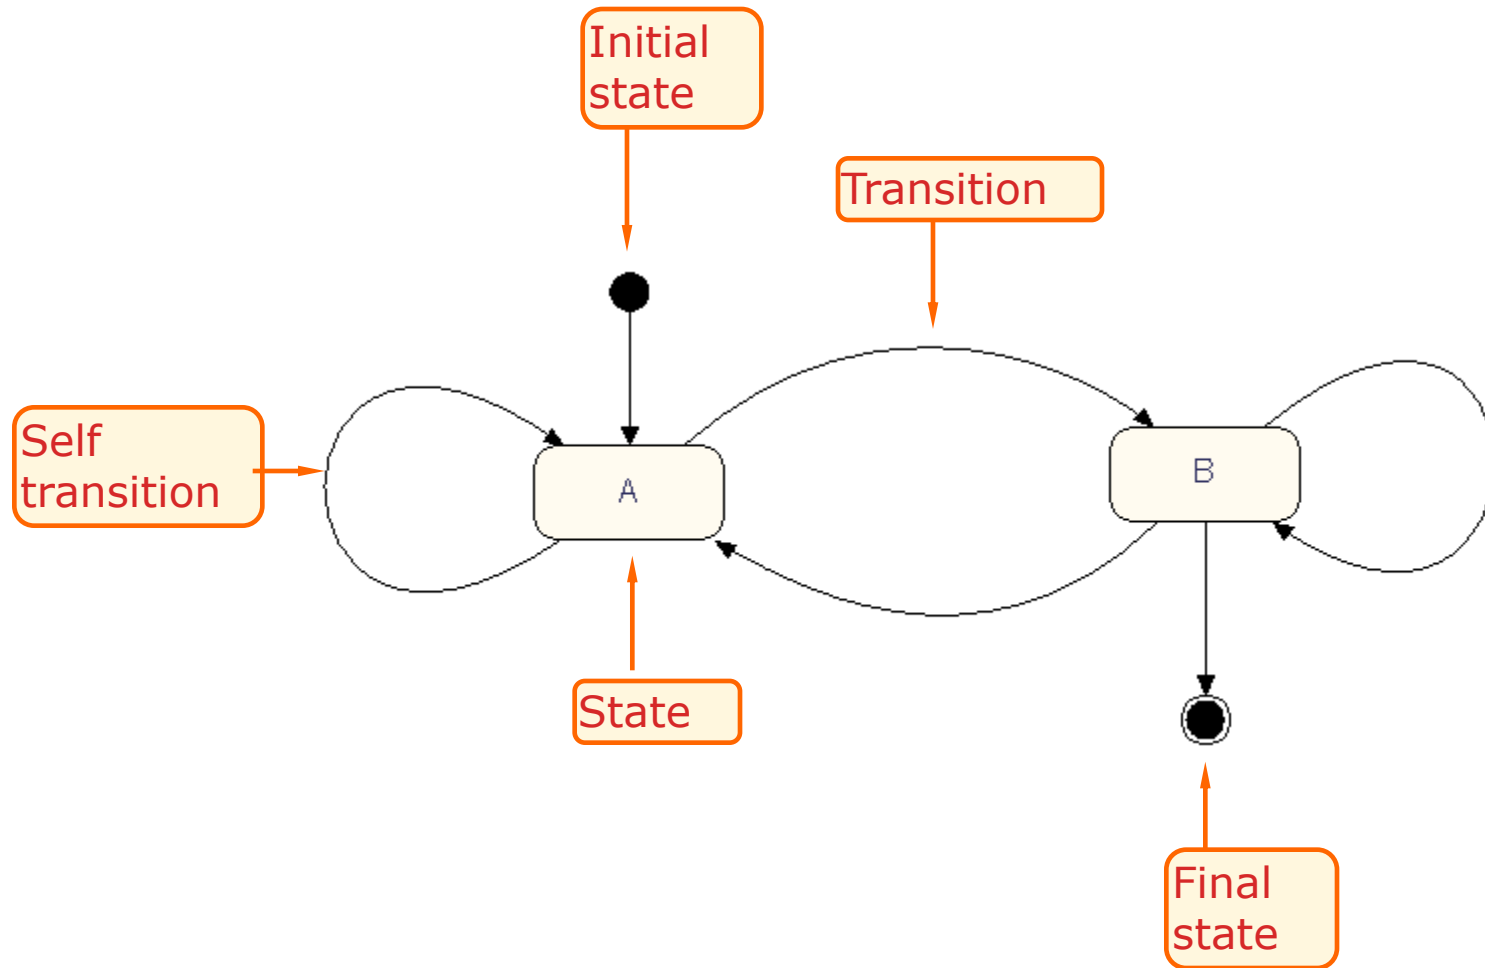 Initial
state
Transition
Self
transition
A
B
State
Final
state